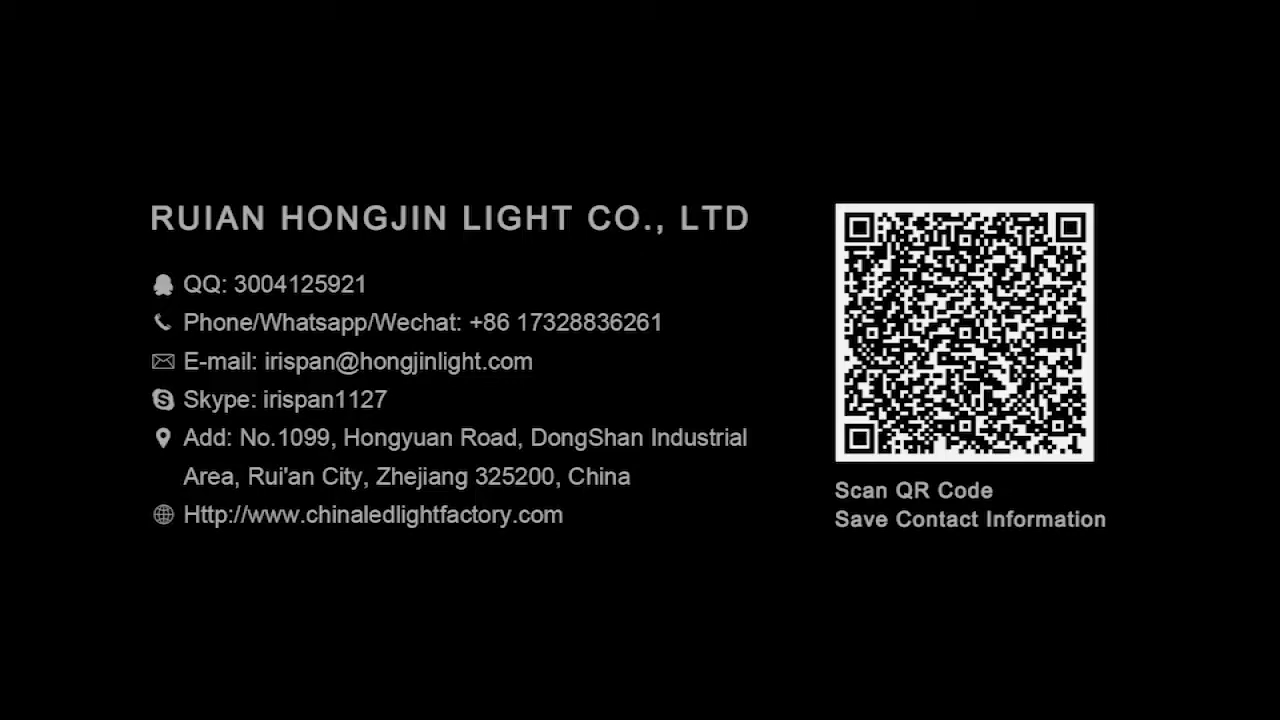 RUIAN HONGJIN LIGHT CO., LTD
QQ: 3004125921
Phone/Whatsapp/Wechat: +86 17328836261
E-mail: irispan@hongjinlight.com
Skype: irispan1127
Add: No.1099, Hongyuan Road, DongShan Industrial
Area, Rui'an City, Zhejiang 325200, China
Http://www.chinaledlightfactory.com
Scan QR Code
Save Contact Information